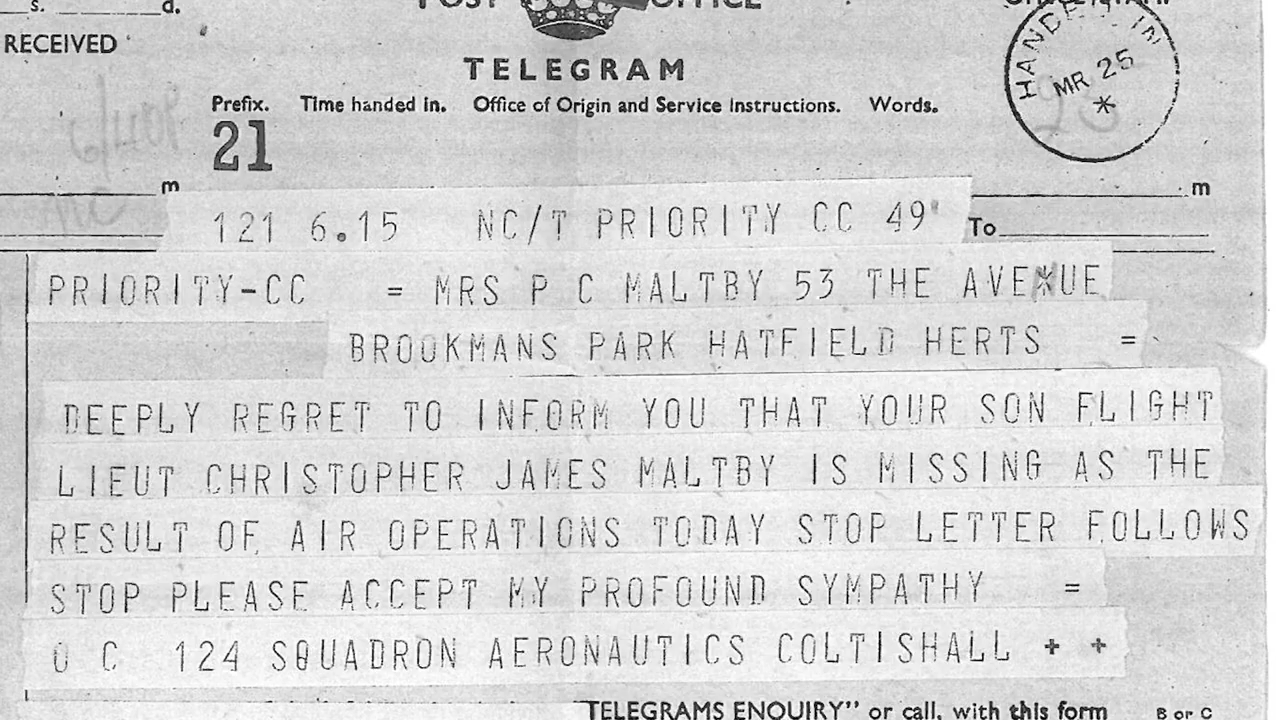 s. d.
POST OFFICE
RECEIVED
TELEGRAM
Prefix. Time handed in. Office of Origin and Service Instructions. Words.
21
HANDED IN
MR 25
*
m
m
121 6.15 NC/T PRIORITY CC 49 To
PRIORITY-CC = MRS P C MALTBY 53 THE AVENUE
BROOKMANS PARK HATFIELD HERTS =
DEEPLY REGRET TO INFORM YOU THAT YOUR SON FLIGHT
LIEUT CHRISTOPHER JAMES MALTBY IS MISSING AS THE
RESULT OF AIR OPERATIONS TODAY STOP LETTER FOLLOWS
STOP PLEASE ACCEPT MY PROFOUND SYMPATHY =
O C 124 SQUADRON AERONAUTICS COLTISHALL + +
"TELEGRAMS ENQUIRY" or call, with this form B or C